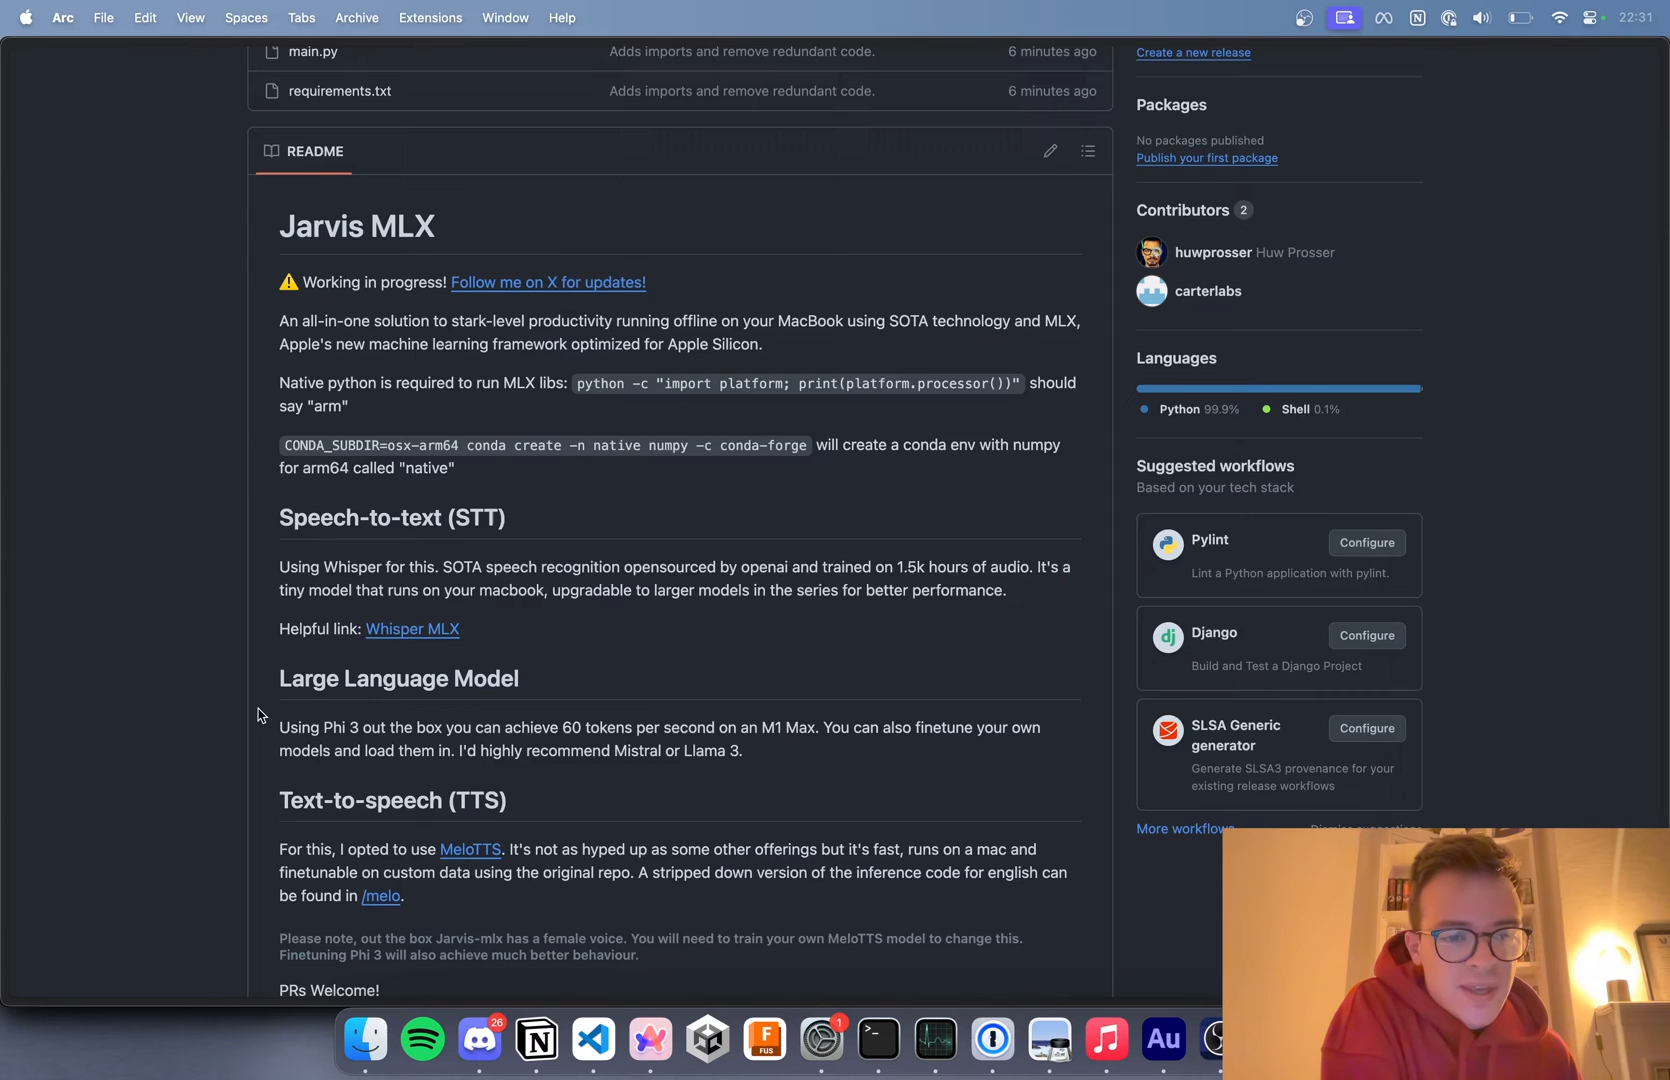 Arc File Edit View Spaces Tabs Archive Extensions Window Help 22:31
main.py Adds imports and remove redundant code. 6 minutes ago
requirements.txt Adds imports and remove redundant code. 6 minutes ago
README
Jarvis MLX
Working in progress! Follow me on X for updates!
An all-in-one solution to stark-level productivity running offline on your MacBook using SOTA technology and MLX,
Apple's new machine learning framework optimized for Apple Silicon.
Native python is required to run MLX libs: python -c "import platform; print(platform.processor())" should
say "arm"
CONDA_SUBDIR=osx-arm64 conda create -n native numpy -c conda-forge will create a conda env with numpy
for arm64 called "native"
Speech-to-text (STT)
Using Whisper for this. SOTA speech recognition opensourced by openai and trained on 1.5k hours of audio. It's a
tiny model that runs on your macbook, upgradable to larger models in the series for better performance.
Helpful link: Whisper MLX
Large Language Model
Using Phi 3 out the box you can achieve 60 tokens per second on an M1 Max. You can also finetune your own
models and load them in. I'd highly recommend Mistral or Llama 3.
Text-to-speech (TTS)
For this, I opted to use MeloTTS. It's not as hyped up as some other offerings but it's fast, runs on a mac and
finetunable on custom data using the original repo. A stripped down version of the inference code for english can
be found in /melo.
Please note, out the box Jarvis-mlx has a female voice. You will need to train your own MeloTTS model to change this.
Finetuning Phi 3 will also achieve much better behaviour.
PRs Welcome!
Create a new release
Packages
No packages published
Publish your first package
Contributors 2
huwprosser Huw Prosser
carterlabs
Languages
Python 99.9% Shell 0.1%
Suggested workflows
Based on your tech stack
Pylint Configure
Lint a Python application with pylint.
dj Django Configure
Build and Test a Django Project
SLSA Generic
generator Configure
Generate SLSA3 provenance for your
existing release workflows
More workflows
26 1
F
FUS
Au